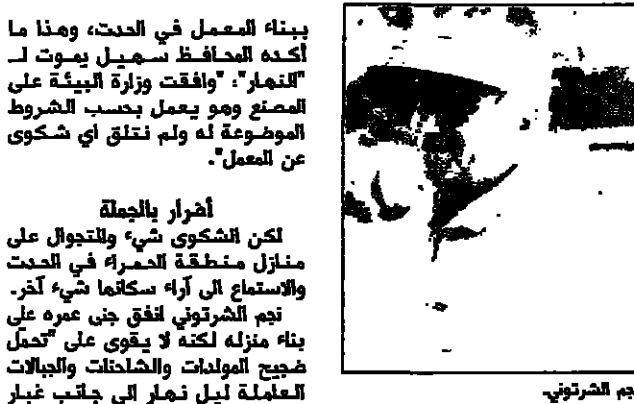 ببناء المعمل في الحدت، وهذا ما
أكده المحافظ سهيل يموت لـ
"النهار": "وافقت وزارة البيئة على
المصنع وهو يعمل بحسب الشروط
الموضوعة له ولم نتلق اي شكوى
عن المعمل".
أضرار بالجملة
لكن الشكوى شيء والتجوال على
منازل منطقة الحمراء في الحدت
والاستماع الى آراء سكانها شيء آخر.
نجم الشرتوني انفق جنى عمره على
بناء منزله لكنه لا يقوى على "تحمل
ضجيج المولدات والشاحنات والجبالات
العاملة ليل نهار الى جانب غبار
جم الشرتوني.